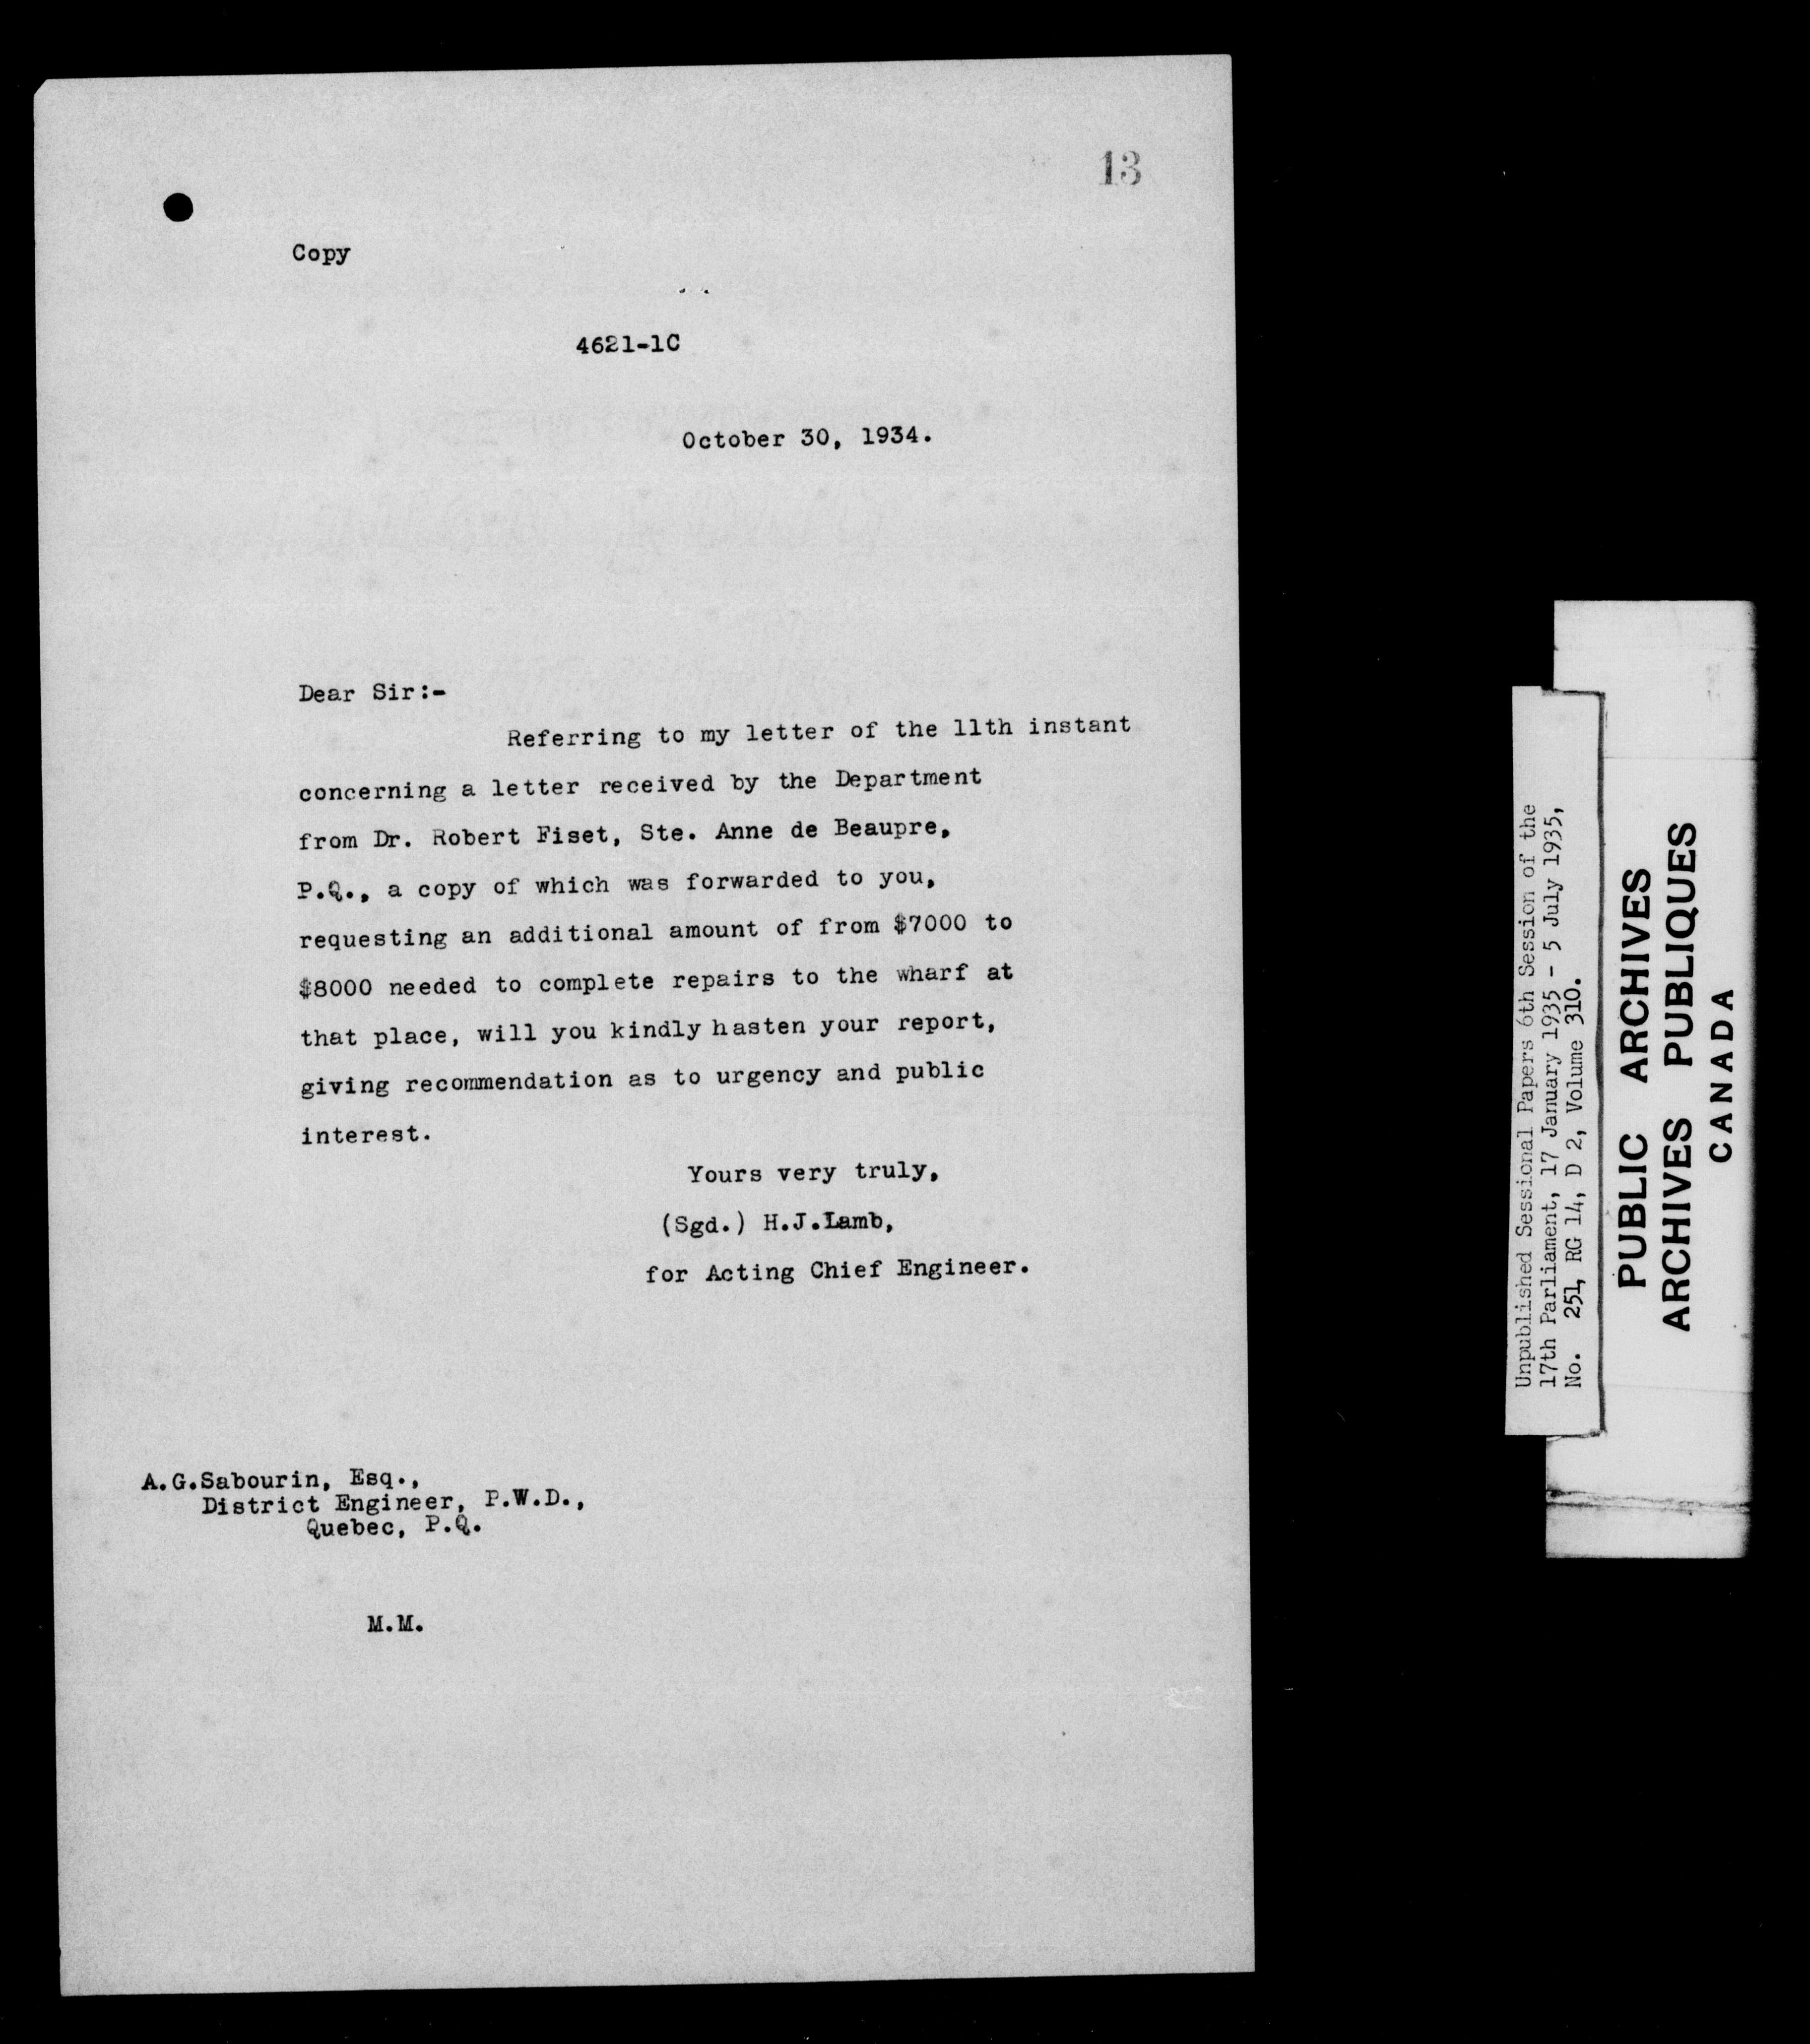 13
Copy
4621-1C
October 30, 1934.
Dear Sir:-
Referring to my letter of the 11th instant
concerning a letter received by the Department
from Dr. Robert Fiset, Ste. Anne de Beaupre,
P.Q., a copy of which was forwarded to you,
requesting an additional amount of from $7000 to
$8000 needed to complete repairs to the wharf at
that place, will you kindly hasten your report,
giving recommendation as to urgency and public
interest.
Yours very truly,
(Sgd.) H.J.Lamb,
for Acting Chief Engineer.
A.G.Sabourin, Esq.,
District Engineer, P.W.D.,
Quebec, P.Q.
M.M.
Unpublished Sessional Papers 6th Session of the
17th Parliament, 17 January 1935 - 5 July 1935,
No. 251, RG 14, D 2, Volume 310.
PUBLIC ARCHIVES
ARCHIVES PUBLIQUES
CANADA